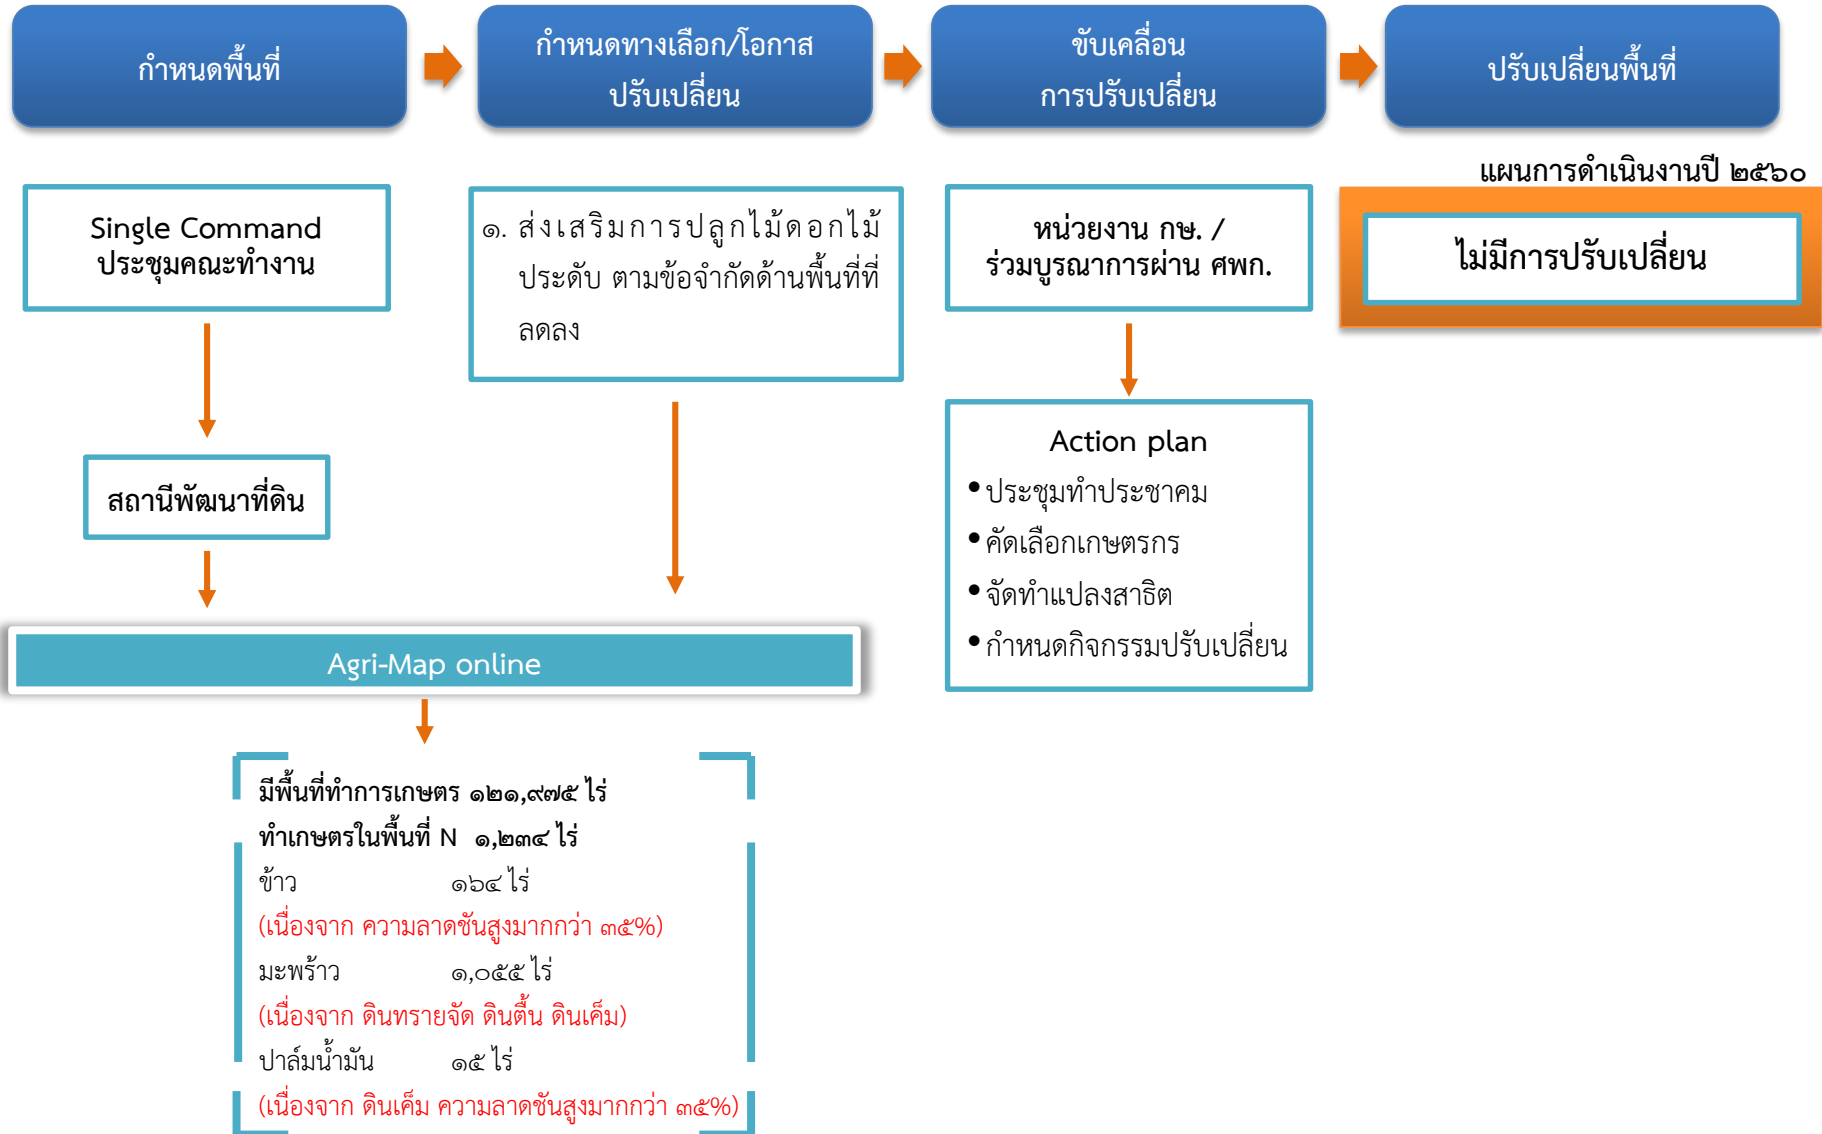 กำหนดพื้นที่
กำหนดทางเลือก/โอกาส
ปรับเปลี่ยน
ขับเคลื่อน
การปรับเปลี่ยน
ปรับเปลี่ยนพื้นที่
แผนการดำเนินงานปี ๒๕๖๐
Single Command
ประชุมคณะทำงาน
๑. ส่งเสริมการปลูกไม้ดอกไม้
ประดับ ตามข้อจำกัดด้านพื้นที่ที่
ลดลง
หน่วยงาน กษ. /
ร่วมบูรณาการผ่าน ศพก.
ไม่มีการปรับเปลี่ยน
สถานีพัฒนาที่ดิน
Action plan
•ประชุมทำประชาคม
•คัดเลือกเกษตรกร
•จัดทำแปลงสาธิต
•กำหนดกิจกรรมปรับเปลี่ยน
Agri-Map online
มีพื้นที่ทำการเกษตร ๑๒๑,๙๗๕ ไร่
ทำเกษตรในพื้นที่ N ๑,๒๓๔ ไร่
ข้าว ๑๖๔ ไร่
(เนื่องจาก ความลาดชันสูงมากกว่า ๓๕%)
มะพร้าว ๑,๐๕๕ ไร่
(เนื่องจาก ดินทรายจัด ดินตื้น ดินเค็ม)
ปาล์มน้ำมัน ๑๕ ไร่
(เนื่องจาก ดินเค็ม ความลาดชันสูงมากกว่า ๓๕%)